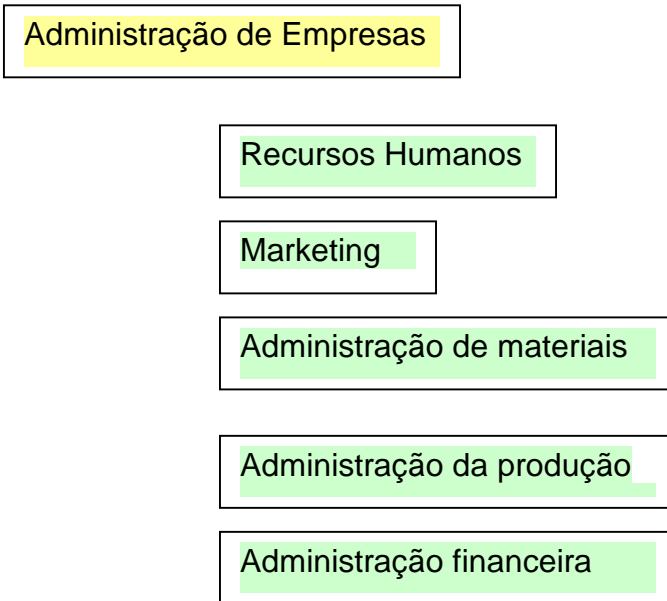 Administração de Empresas
Recursos Humanos
Marketing
Administração de materiais
Administração da produção
Administração financeira